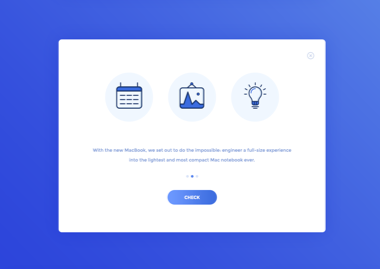 With the new MacBook, we set out to do the impossible: engineer a full-size experience
into the lightest and most compact Mac notebook ever.
CHECK